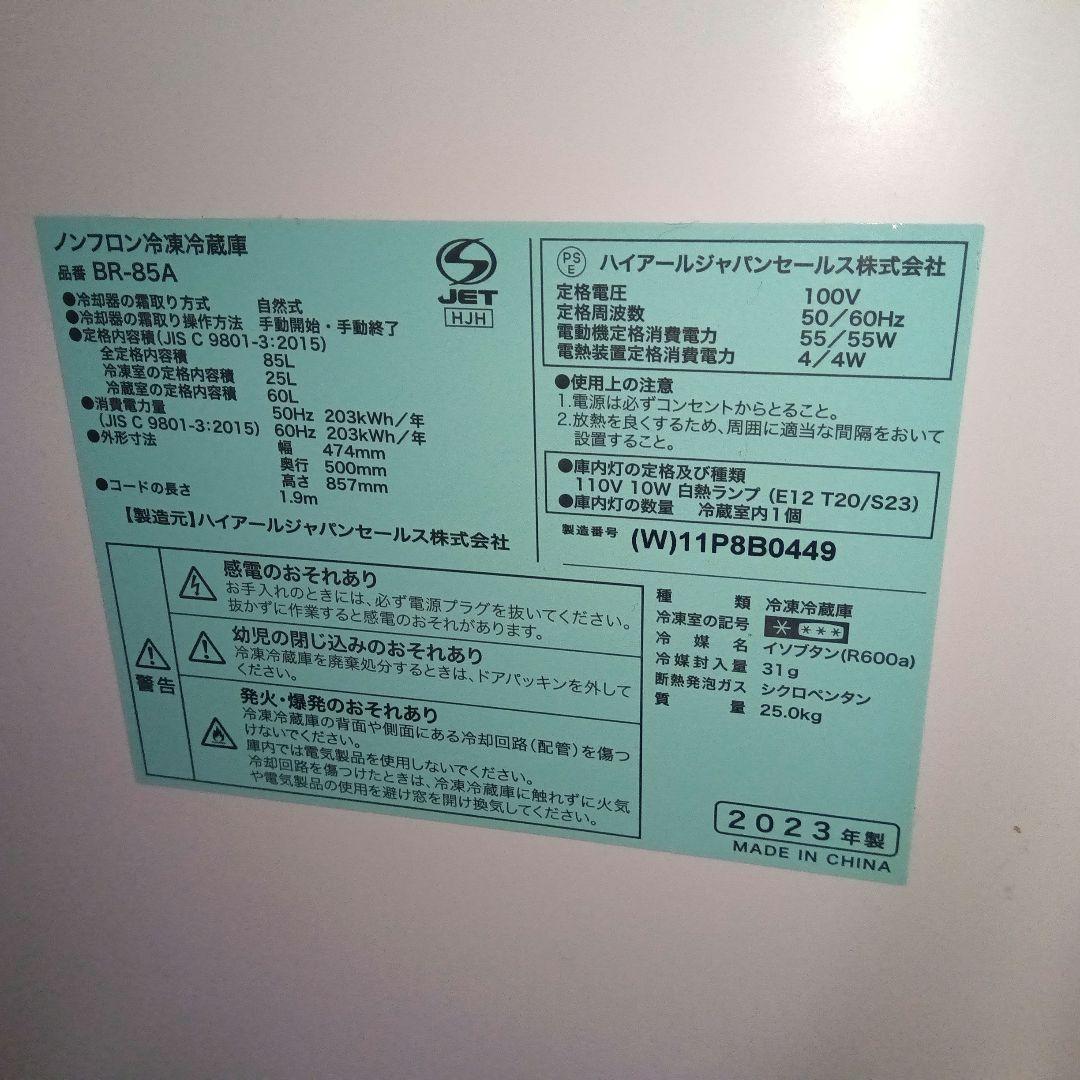 ノンフロン冷凍冷蔵庫
品番 BR-85A
●冷却器の霜取り方式 自然式
●冷却器の霜取り操作方法 手動開始・手動終了
●定格内容積(JIS C 9801-3:2015)
全定格内容積 85L
冷凍室の定格内容積 25L
冷蔵室の定格内容積 60L
●消費電力量 50Hz 203kWh/年
(JIS C 9801-3:2015) 60Hz 203kWh/年
●外形寸法 幅 474mm
奥行 500mm
高さ 857mm
●コードの長さ 1.9m
【製造元】ハイアールジャパンセールス株式会社
S
JET
HJH
PS
E
ハイアールジャパンセールス株式会社
定格電圧 100V
定格周波数 50/60Hz
電動機定格消費電力 55/55W
電熱装置定格消費電力 4/4W
●使用上の注意
1.電源は必ずコンセントからとること。
2.放熱を良くするため、周囲に適当な間隔をおいて
設置すること。
●庫内灯の定格及び種類
110V 10W 白熱ランプ (E12 T20/S23)
●庫内灯の数量 冷蔵室内1個
製造番号 (W)11P8B0449
警告
感電のおそれあり
お手入れのときには、必ず電源プラグを抜いてください。
抜かずに作業すると感電のおそれがあります。
幼児の閉じ込みのおそれあり
冷凍冷蔵庫を廃棄処分するときは、ドアパッキンを外して
ください。
発火・爆発のおそれあり
冷凍冷蔵庫の背面や側面にある冷却回路(配管)を傷つ
けないでください。
庫内では電気製品を使用しないでください。
冷却回路を傷つけたときは、冷凍冷蔵庫に触れずに火気
や電気製品の使用を避け窓を開け換気してください。
種類 冷凍冷蔵庫
冷凍室の記号 * ***
冷媒名 イソブタン(R600a)
冷媒封入量 31g
断熱発泡ガス シクロペンタン
質量 25.0kg
2023年製
MADE IN CHINA